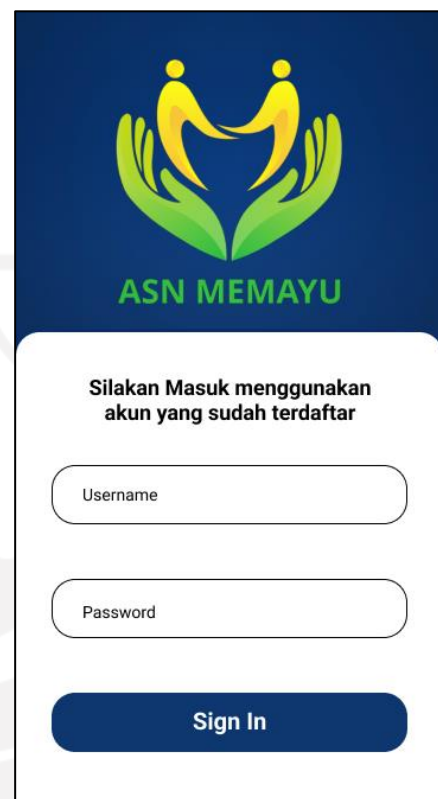 ASN MEMAYU
Silakan Masuk menggunakan
akun yang sudah terdaftar
Username
Password
Sign In